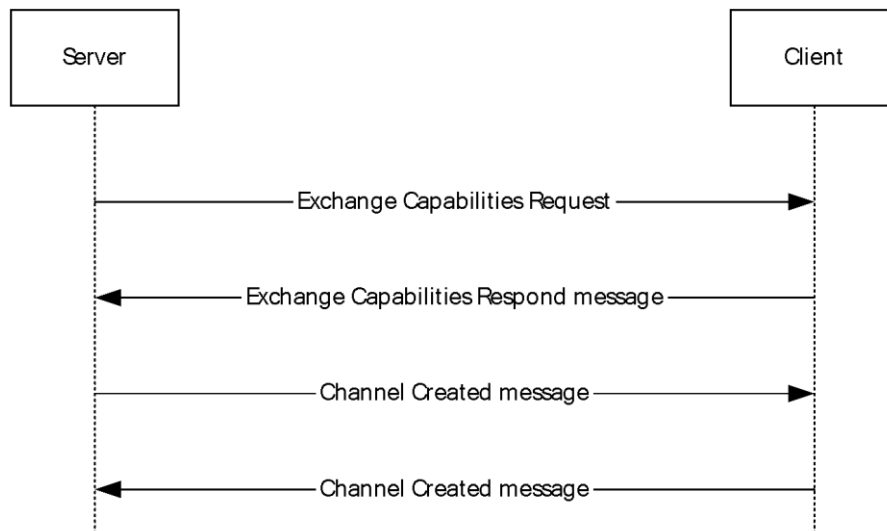 Server
Client
Exchange Capabilities Request
Exchange Capabilities Respond message
Channel Created message
Channel Created message